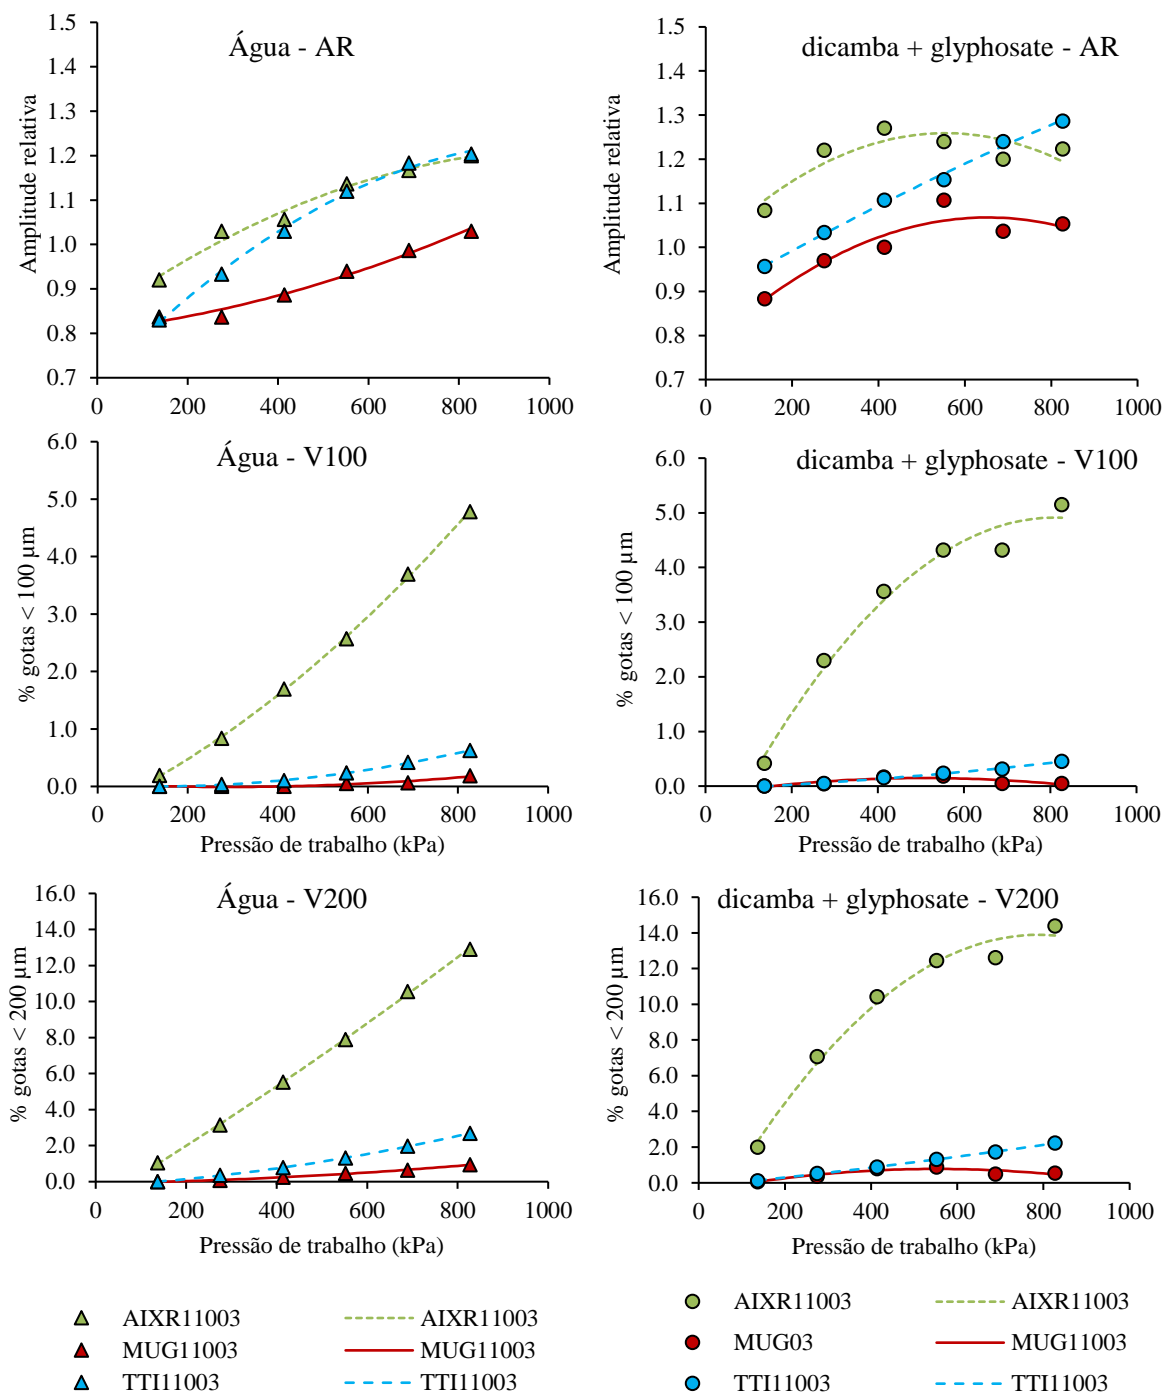 Água - AR
Amplitude relativa
1.5
1.4
1.3
1.2
1.1
1.0
0.9
0.8
0.7
0 200 400 600 800 1000
dicamba + glyphosate - AR
Amplitude relativa
1.5
1.4
1.3
1.2
1.1
1.0
0.9
0.8
0.7
0 200 400 600 800 1000
Água - V100
% gotas < 100 µm
6.0
5.0
4.0
3.0
2.0
1.0
0.0
0 200 400 600 800 1000
Pressão de trabalho (kPa)
dicamba + glyphosate - V100
% gotas < 100 µm
6.0
5.0
4.0
3.0
2.0
1.0
0.0
0 200 400 600 800 1000
Pressão de trabalho (kPa)
Água - V200
% gotas < 200 µm
16.0
14.0
12.0
10.0
8.0
6.0
4.0
2.0
0.0
0 200 400 600 800 1000
Pressão de trabalho (kPa)
dicamba + glyphosate - V200
% gotas < 200 µm
16.0
14.0
12.0
10.0
8.0
6.0
4.0
2.0
0.0
0 200 400 600 800 1000
Pressão de trabalho (kPa)
AIXR11003 AIXR11003
MUG11003 MUG11003
TTI11003 TTI11003
AIXR11003 AIXR11003
MUG03 MUG11003
TTI11003 TTI11003